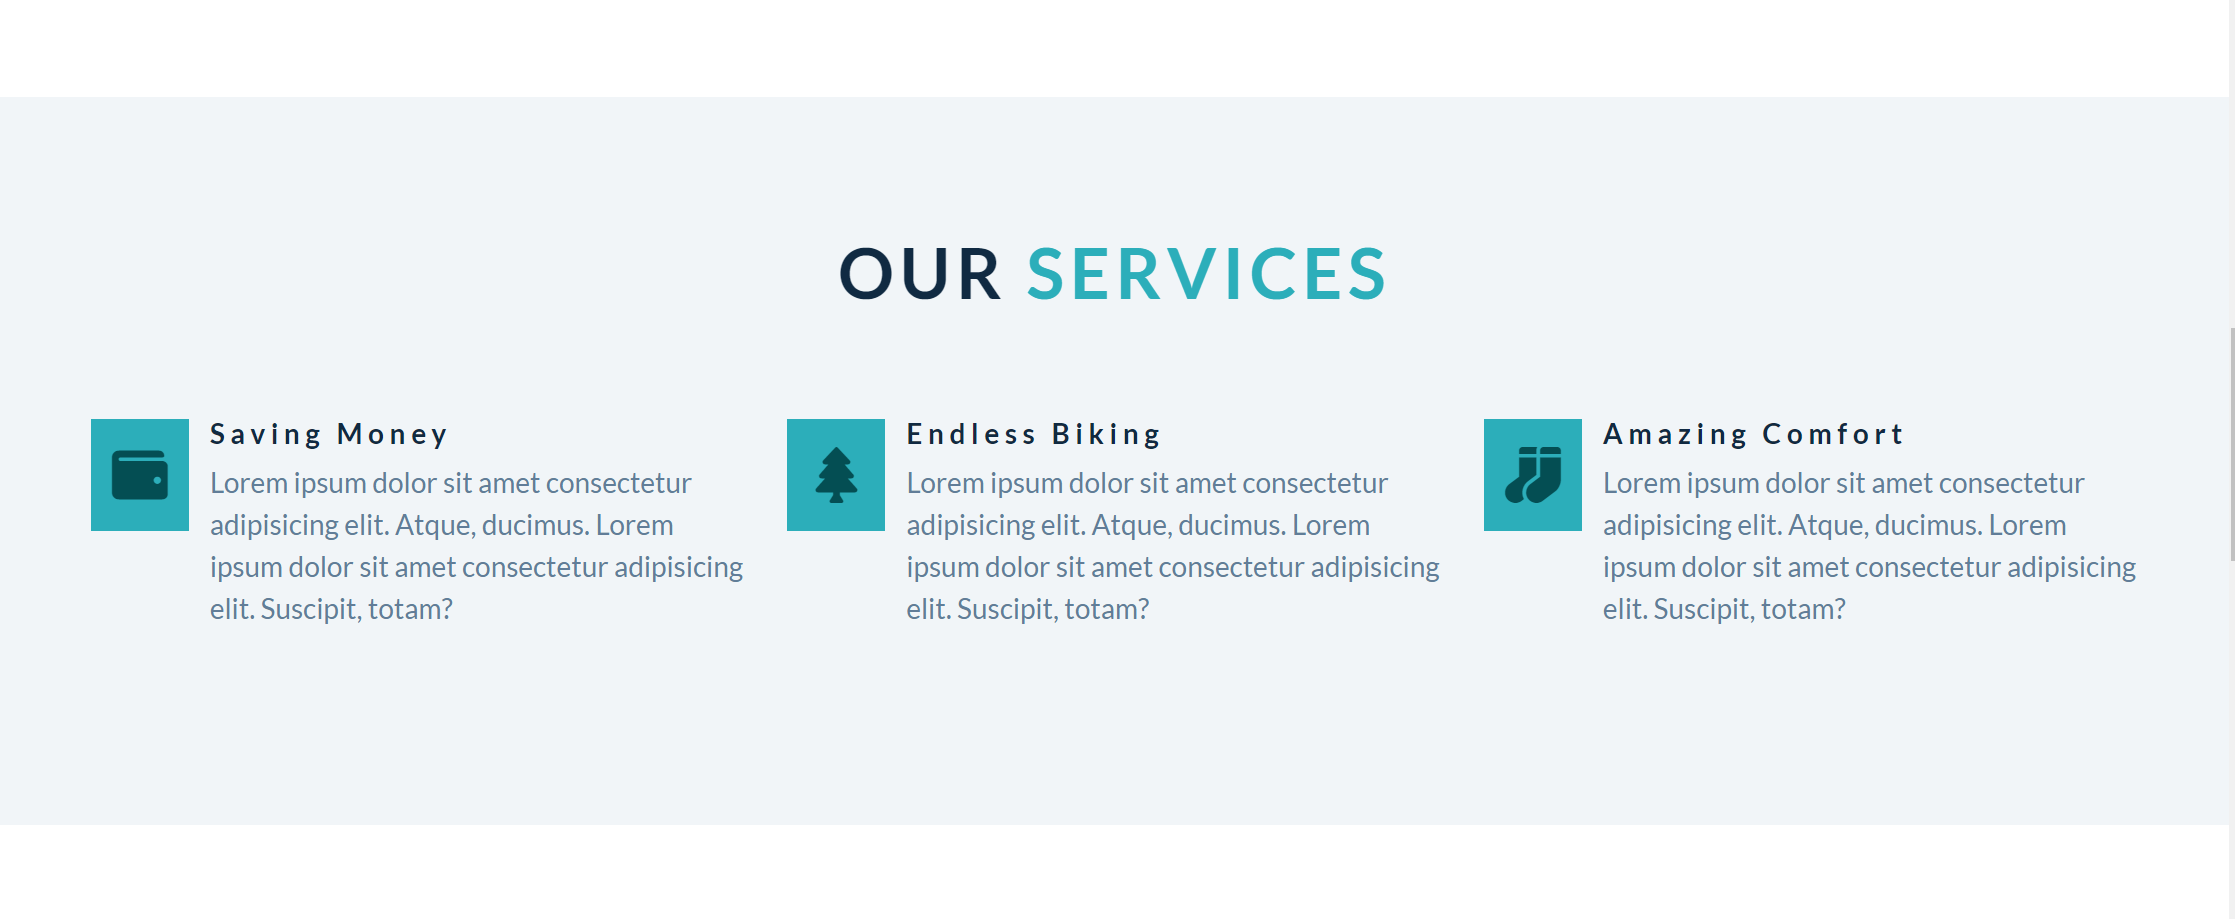 OUR SERVICES
Saving Money
Lorem ipsum dolor sit amet consectetur
adipisicing elit. Atque, ducimus. Lorem
ipsum dolor sit amet consectetur adipisicing
elit. Suscipit, totam?
Endless Biking
Lorem ipsum dolor sit amet consectetur
adipisicing elit. Atque, ducimus. Lorem
ipsum dolor sit amet consectetur adipisicing
elit. Suscipit, totam?
Amazing Comfort
Lorem ipsum dolor sit amet consectetur
adipisicing elit. Atque, ducimus. Lorem
ipsum dolor sit amet consectetur adipisicing
elit. Suscipit, totam?